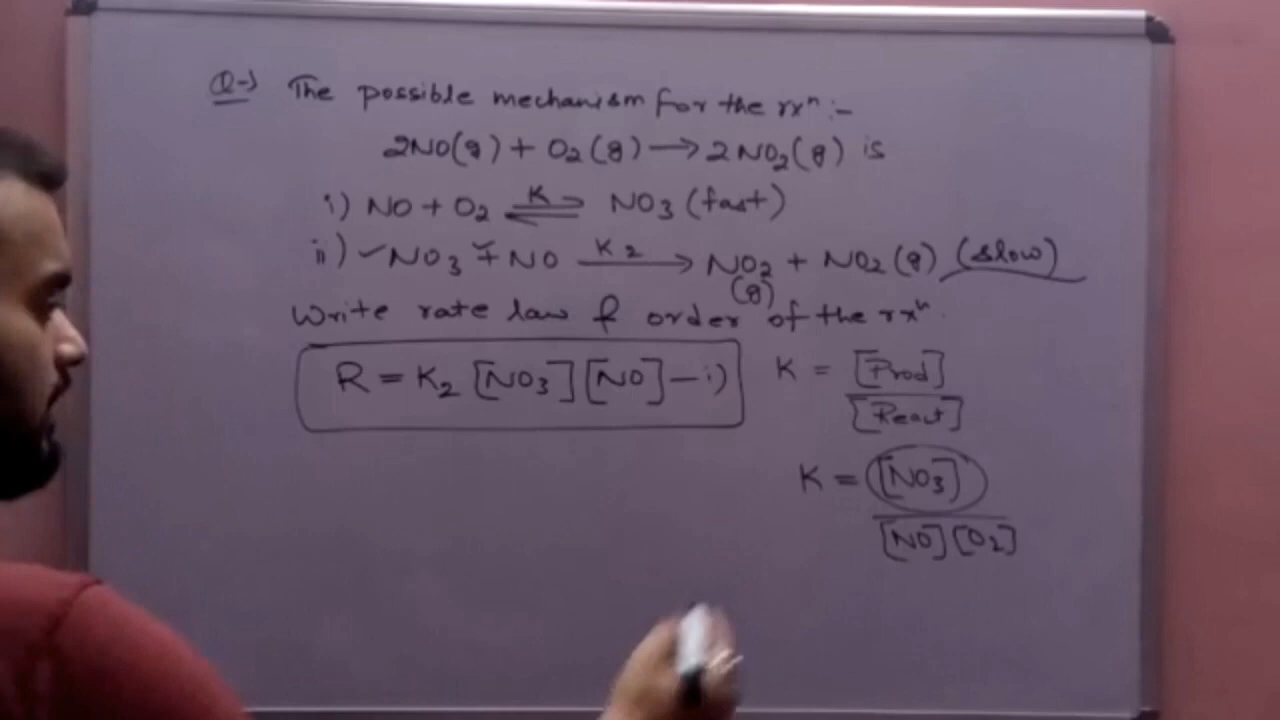 Q→ The possible mechanism for the rxⁿ :-
2NO(g) + O₂(g) ⟶ 2NO₂(g) is
i) NO + O₂ ⇌ K NO₃ (fast)
ii) ✓NO₃ + ✓NO K₂ ⟶ NO₂ (g) + NO₂(g) (slow)
Write rate law & order of the rxⁿ.
R = K₂ [NO₃][NO] — i)
K = [Prod] / [React]
K = [NO₃] / [NO][O₂]